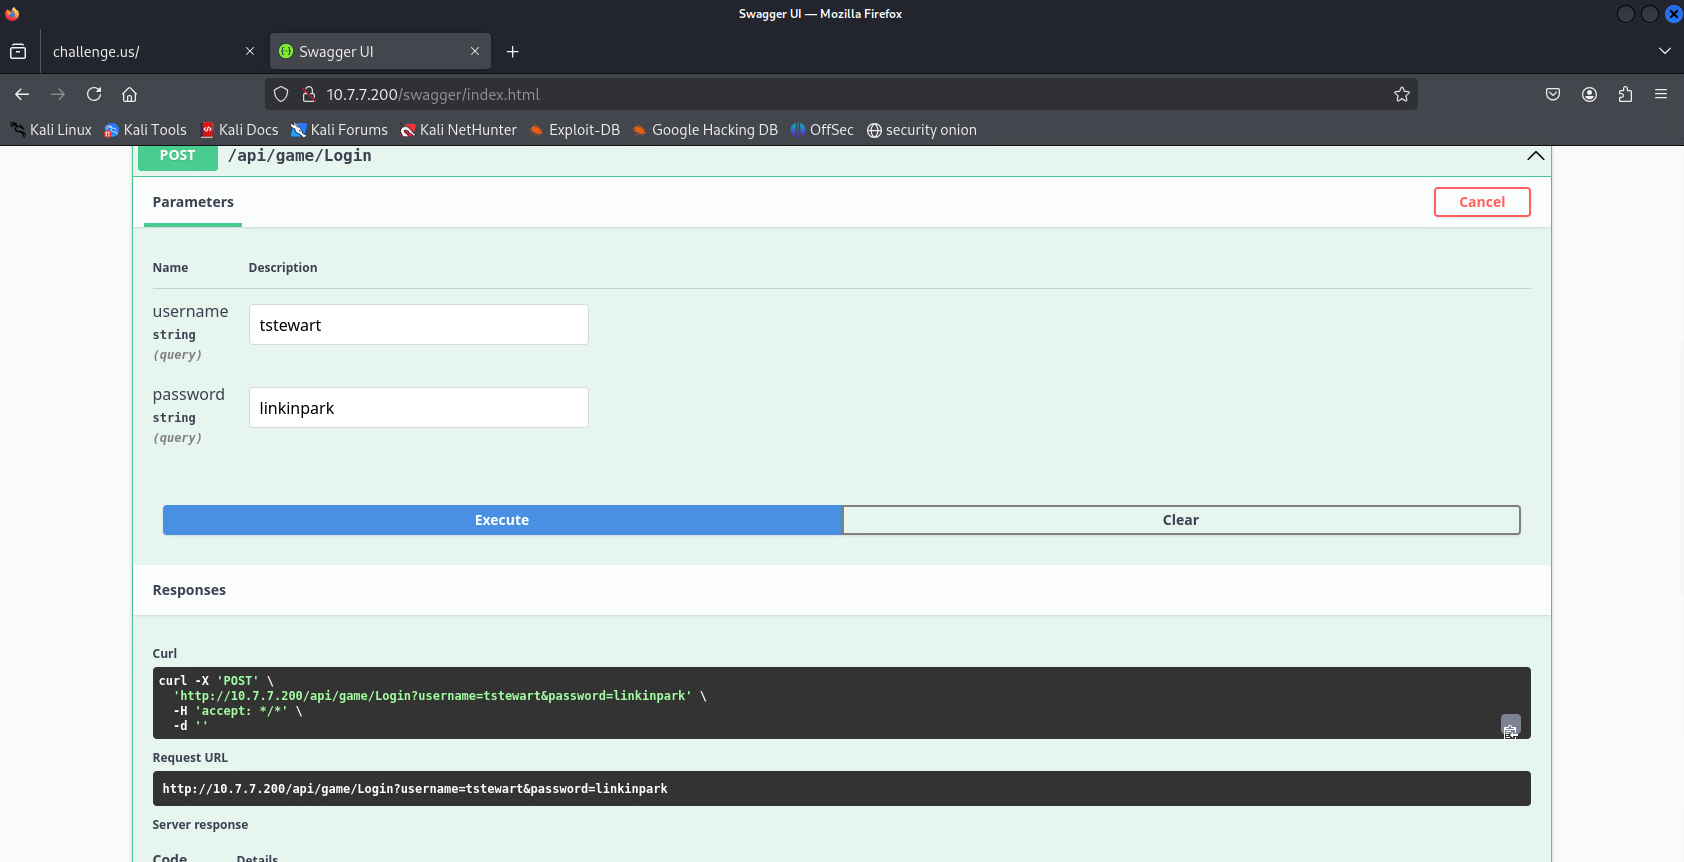 Swagger UI — Mozilla Firefox
challenge.us/
Swagger UI
10.7.7.200/swagger/index.html
Kali Linux Kali Tools Kali Docs Kali Forums Kali NetHunter Exploit-DB Google Hacking DB OffSec security onion
POST /api/game/Login
Parameters Cancel
Name Description
username tstewart
string
(query)
password linkinpark
string
(query)
Execute Clear
Responses
Curl
curl -X 'POST' \
'http://10.7.7.200/api/game/Login?username=tstewart&password=linkinpark' \
-H 'accept: */*' \
-d ''
Request URL
http://10.7.7.200/api/game/Login?username=tstewart&password=linkinpark
Server response
Code Details